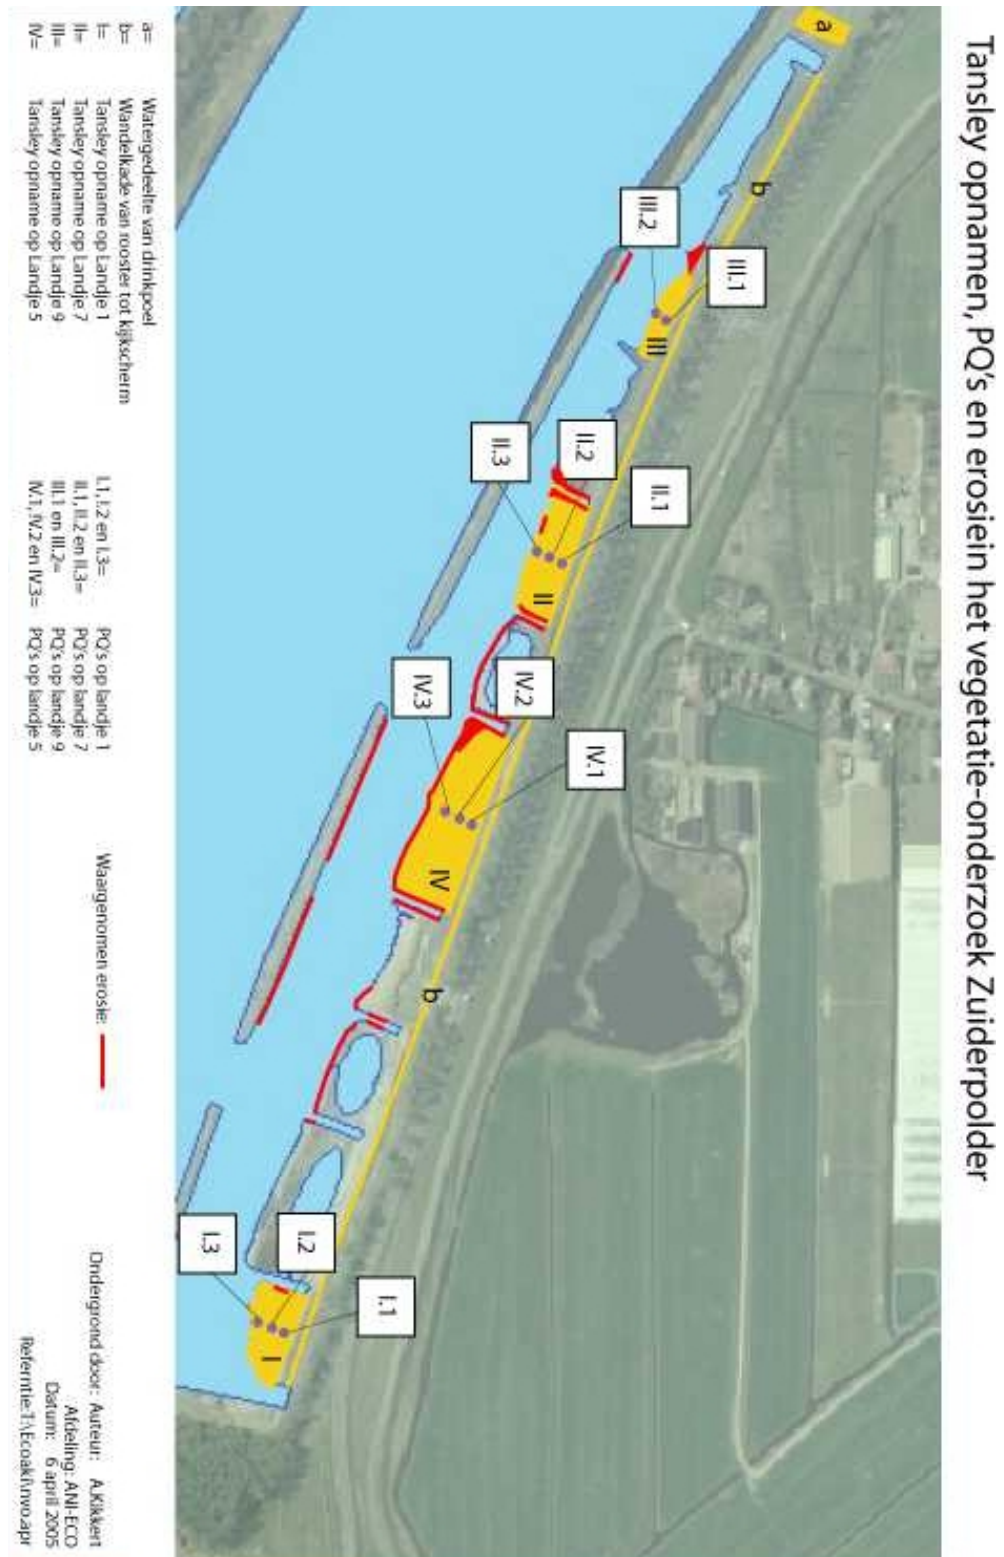 Tansley opnamen, PQ's en erosiein het vegetatie-onderzoek Zuiderpolder
a
b
III.2
III.1
III
II.3
II.2
II.1
II
IV.3
IV.2
IV.1
IV
b
I.3
I.2
I.1
I
a= Watergedeelte van drinkpoel
b= Wandelkade van rooster tot kijkscherm
I= Tansley opname op Landje 1
II= Tansley opname op Landje 7
III= Tansley opname op Landje 9
IV= Tansley opname op Landje 5
I.1, I.2 en I.3= PQ's op landje 1
II.1, II.2 en II.3= PQ's op landje 7
III.1 en III.2= PQ's op landje 9
IV.1, IV.2 en IV.3= PQ's op landje 5
Waargenomen erosie:
Ondergrond door: Auteur: A.Kikkert
Afdeling: ANI-ECO
Datum: 6 april 2005